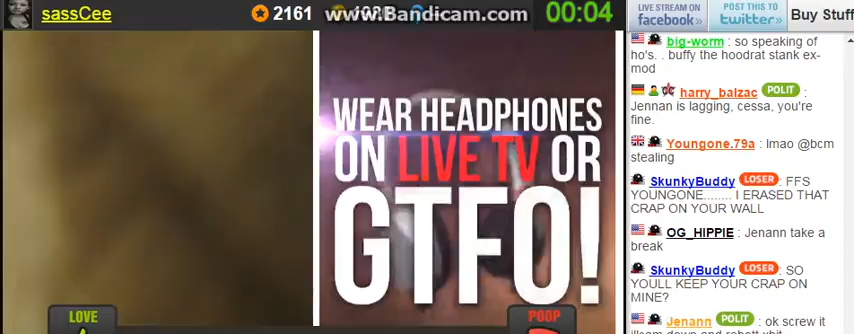 sassCee
2161
www.Bandicam.com
00:04
LIVE STREAM ON
facebook»
POST THIS TO
twitter»
Buy Stuff
WEAR HEADPHONES
ON LIVE TV OR
GTFO!
LOVE
POOP
big-worm : so speaking of
ho's. . buffy the hoodrat stank ex-
mod
harry_balzac POLIT :
Jennan is lagging, cessa, you're
fine.
Youngone.79a : lmao @bcm
stealing
SkunkyBuddy LOSER : FFS
YOUNGONE........ I ERASED THAT
CRAP ON YOUR WALL
OG_HIPPIE : Jenann take a
break
SkunkyBuddy LOSER : SO
YOULL KEEP YOUR CRAP ON
MINE?
Jenann POLIT : ok screw it